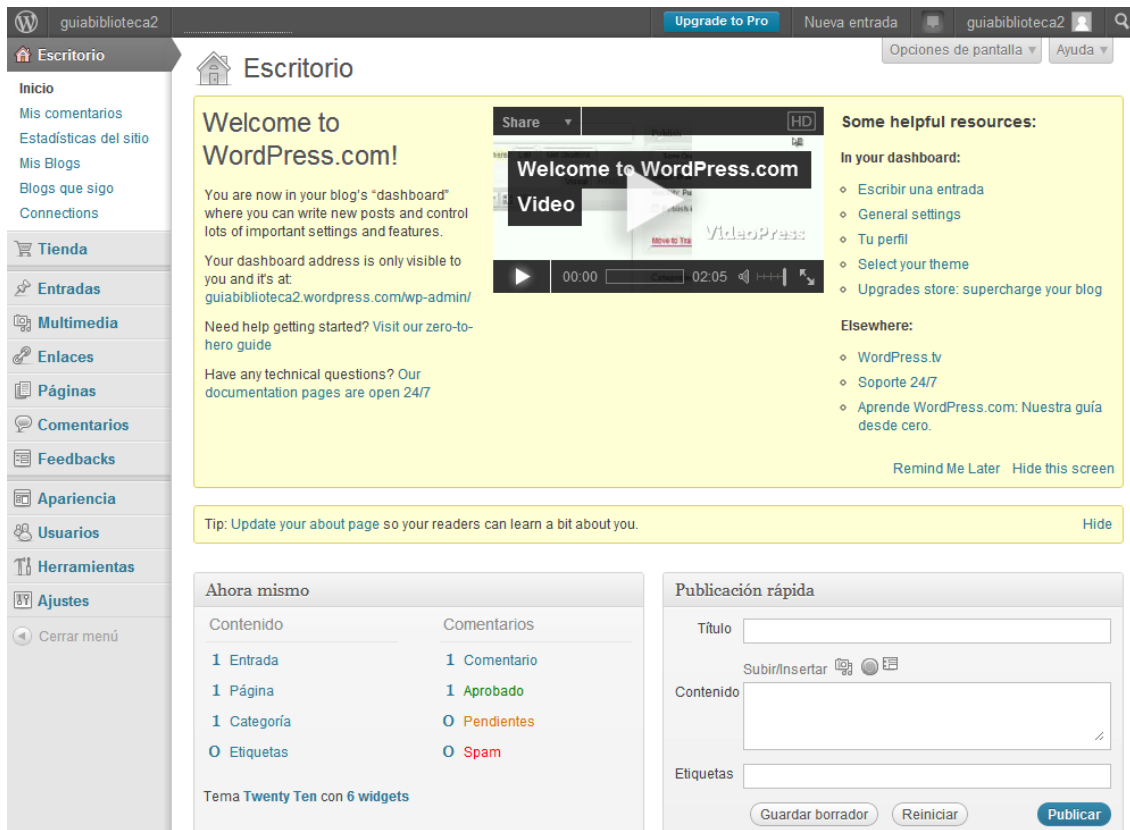 guiabiblioteca2
Upgrade to Pro
Nueva entrada
guiabiblioteca2
Escritorio
Inicio
Mis comentarios
Estadísticas del sitio
Mis Blogs
Blogs que sigo
Connections
Tienda
Entradas
Multimedia
Enlaces
Páginas
Comentarios
Feedbacks
Apariencia
Usuarios
Herramientas
Ajustes
Cerrar menú
Opciones de pantalla
Ayuda
Escritorio
Welcome to
WordPress.com!
You are now in your blog's “dashboard”
where you can write new posts and control
lots of important settings and features.
Your dashboard address is only visible to
you and it's at:
guiabiblioteca2.wordpress.com/wp-admin/
Need help getting started? Visit our zero-to-
hero guide
Have any technical questions? Our
documentation pages are open 24/7
Share
HD
Welcome to WordPress.com
Video
VideoPress
Move to Tra
00:00
02:05
Some helpful resources:
In your dashboard:
Escribir una entrada
General settings
Tu perfil
Select your theme
Upgrades store: supercharge your blog
Elsewhere:
WordPress.tv
Soporte 24/7
Aprende WordPress.com: Nuestra guía
desde cero.
Remind Me Later Hide this screen
Tip: Update your about page so your readers can learn a bit about you.
Hide
Ahora mismo
Contenido
1 Entrada
1 Página
1 Categoría
0 Etiquetas
Comentarios
1 Comentario
1 Aprobado
0 Pendientes
0 Spam
Tema Twenty Ten con 6 widgets
Publicación rápida
Título
Subir/Insertar
Contenido
Etiquetas
Guardar borrador
Reiniciar
Publicar